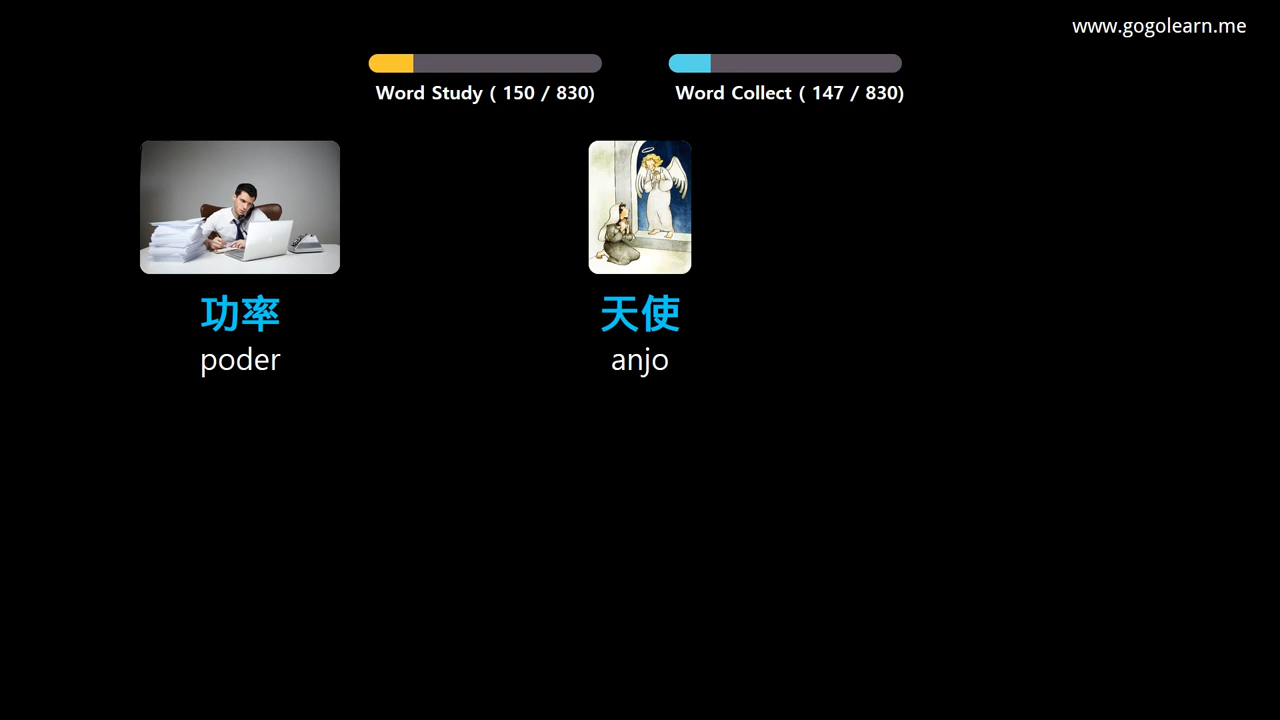 www.gogolearn.me
Word Study ( 150 / 830)
Word Collect ( 147 / 830)
功率
poder
天使
anjo